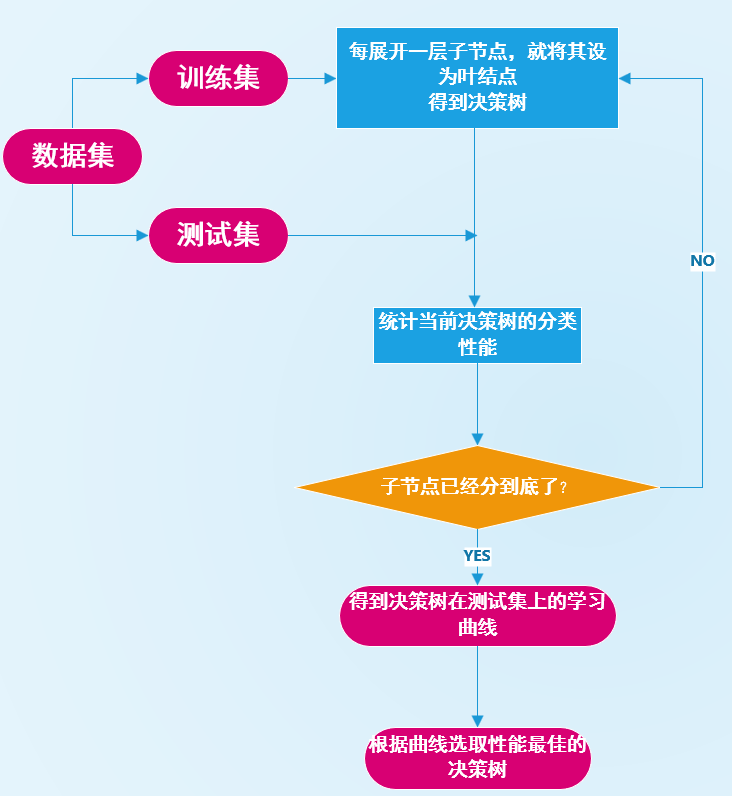 每展开一层子节点，就将其设
为叶结点
得到决策树
训练集
数据集
测试集
NO
统计当前决策树的分类
性能
子节点已经分到底了？
YES
得到决策树在测试集上的学习
曲线
根据曲线选取性能最佳的
决策树